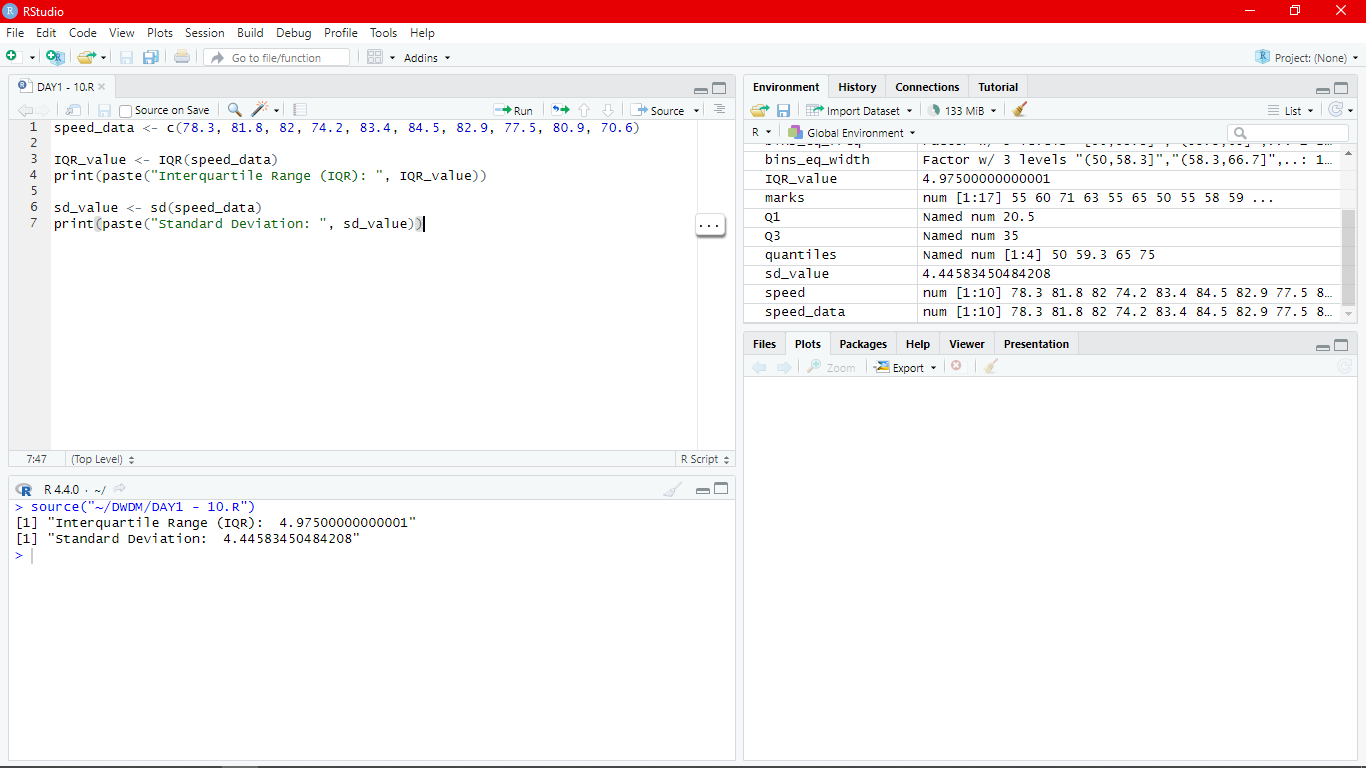 RStudio
File Edit Code View Plots Session Build Debug Profile Tools Help
Go to file/function Addins Project: (None)
DAY1 - 10.R
Source on Save Run Source
1 speed_data <- c(78.3, 81.8, 82, 74.2, 83.4, 84.5, 82.9, 77.5, 80.9, 70.6)
2
3 IQR_value <- IQR(speed_data)
4 print(paste("Interquartile Range (IQR): ", IQR_value))
5
6 sd_value <- sd(speed_data)
7 print(paste("Standard Deviation: ", sd_value))
...
7:47 (Top Level) R Script
R 4.4.0 · ~/
> source("~/DWDM/DAY1 - 10.R")
[1] "Interquartile Range (IQR):  4.97500000000001"
[1] "Standard Deviation:  4.44583450484208"
>
Environment History Connections Tutorial
Import Dataset 133 MiB List
R Global Environment
bins_eq_width Factor w/ 3 levels "(50,58.3]","(58.3,66.7]",..: 1…
IQR_value 4.97500000000001
marks num [1:17] 55 60 71 63 55 65 50 55 58 59 ...
Q1 Named num 20.5
Q3 Named num 35
quantiles Named num [1:4] 50 59.3 65 75
sd_value 4.44583450484208
speed num [1:10] 78.3 81.8 82 74.2 83.4 84.5 82.9 77.5 8…
speed_data num [1:10] 78.3 81.8 82 74.2 83.4 84.5 82.9 77.5 8…
Files Plots Packages Help Viewer Presentation
Zoom Export